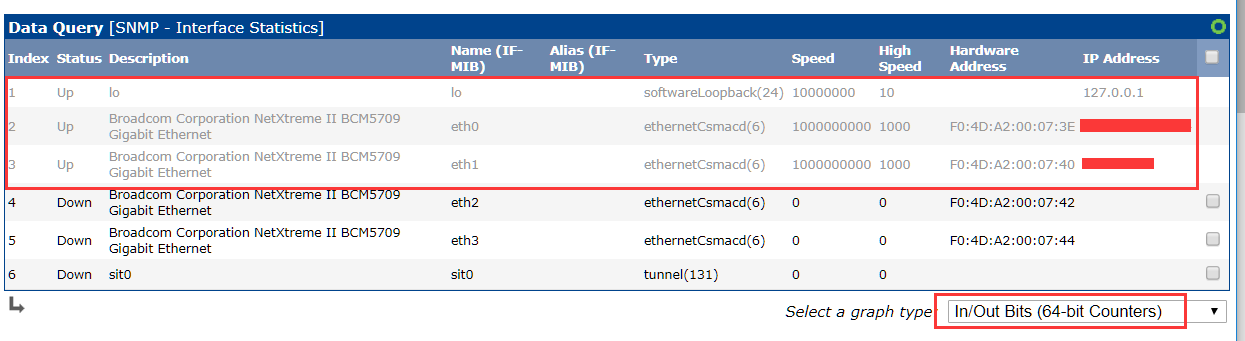 Data Query [SNMP - Interface Statistics]
Index Status Description Name (IF-MIB) Alias (IF-MIB) Type Speed High Speed Hardware Address IP Address
1 Up lo lo softwareLoopback(24) 10000000 10 127.0.0.1
2 Up Broadcom Corporation NetXtreme II BCM5709 Gigabit Ethernet eth0 ethernetCsmacd(6) 1000000000 1000 F0:4D:A2:00:07:3E
3 Up Broadcom Corporation NetXtreme II BCM5709 Gigabit Ethernet eth1 ethernetCsmacd(6) 1000000000 1000 F0:4D:A2:00:07:40
4 Down Broadcom Corporation NetXtreme II BCM5709 Gigabit Ethernet eth2 ethernetCsmacd(6) 0 0 F0:4D:A2:00:07:42
5 Down Broadcom Corporation NetXtreme II BCM5709 Gigabit Ethernet eth3 ethernetCsmacd(6) 0 0 F0:4D:A2:00:07:44
6 Down sit0 sit0 tunnel(131) 0 0
Select a graph type In/Out Bits (64-bit Counters)